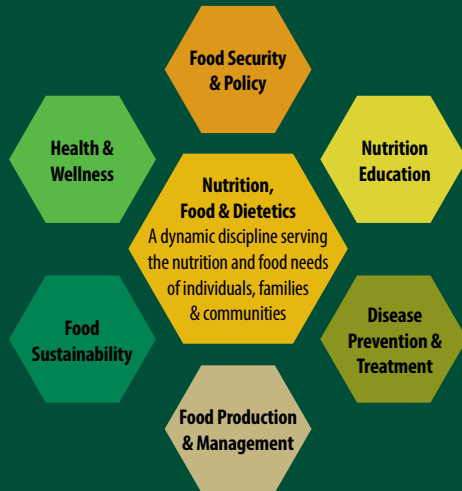 Food Security
& Policy
Health &
Wellness
Nutrition
Education
Nutrition,
Food & Dietetics
A dynamic discipline serving
the nutrition and food needs
of individuals, families
& communities
Food
Sustainability
Disease
Prevention &
Treatment
Food Production
& Management